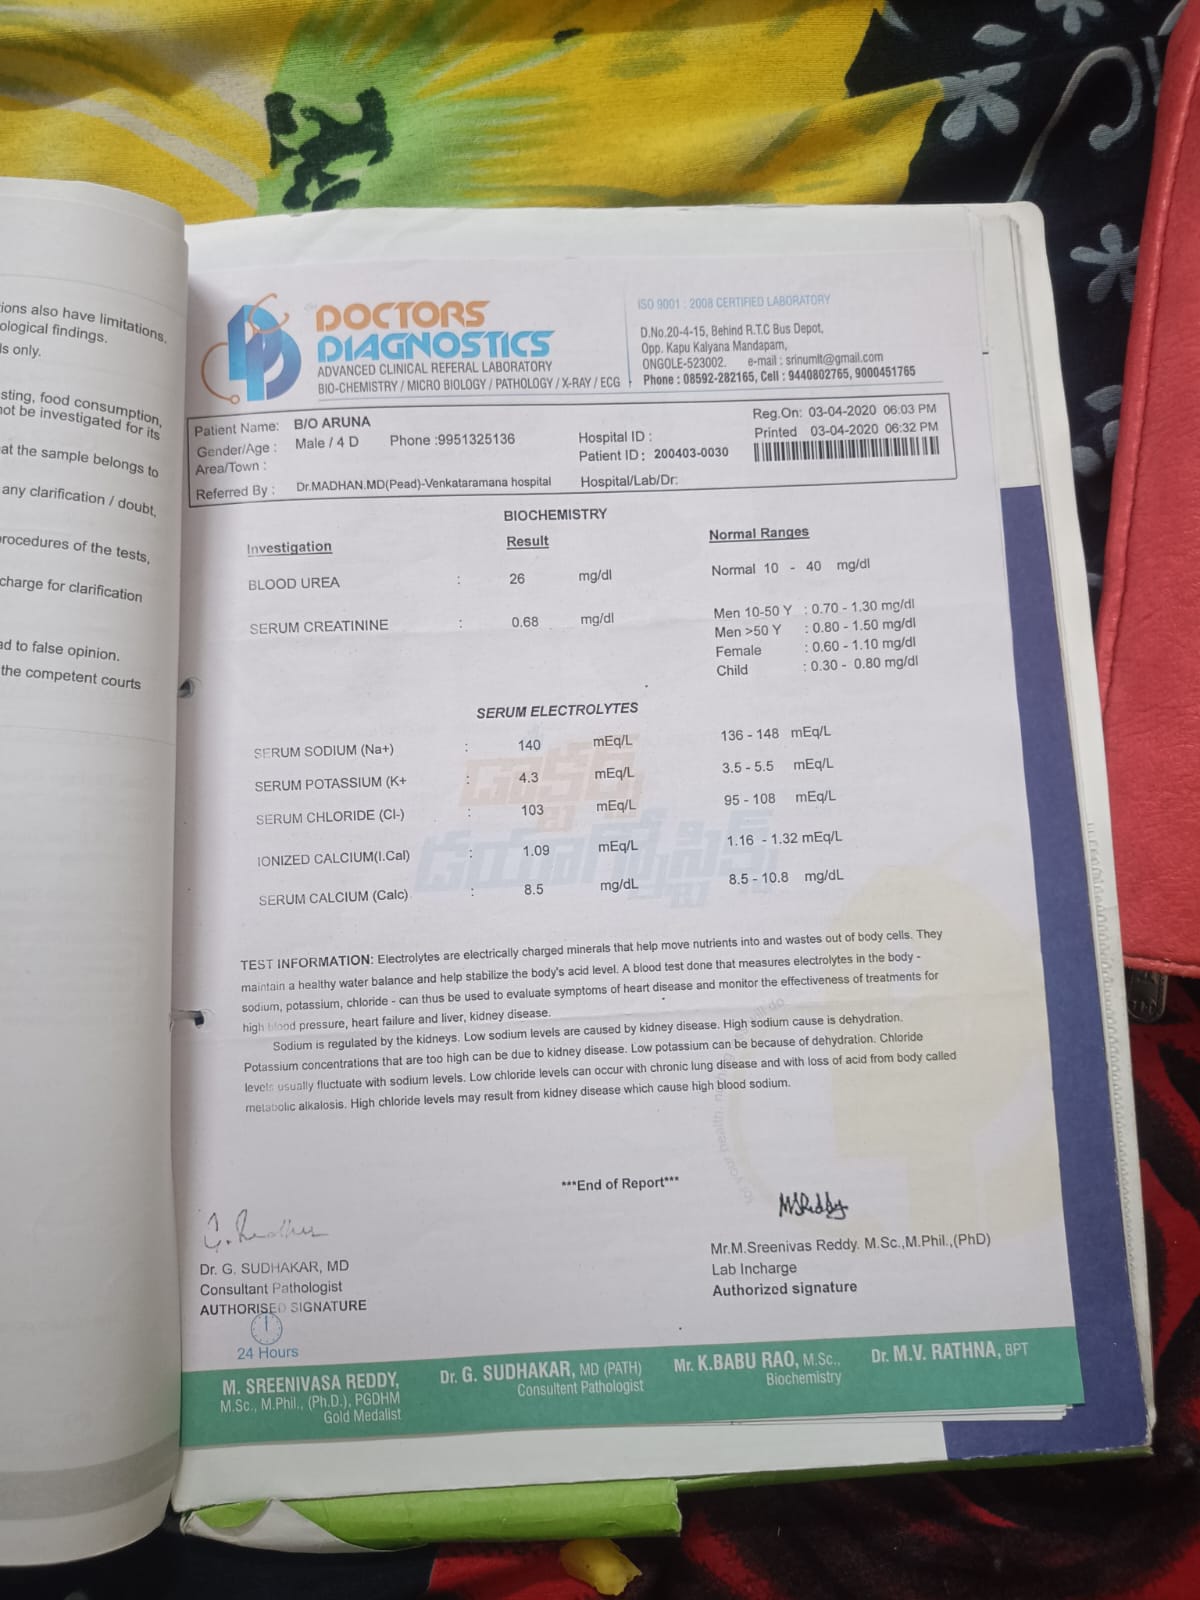 ions also have limitations.
ological findings.
ls only.
sting, food consumption,
not be investigated for its
at the sample belongs to
any clarification / doubt,
rocedures of the tests,
charge for clarification
ad to false opinion.
the competent courts
DOCTORS
DIAGNOSTICS
ADVANCED CLINICAL REFERAL LABORATORY
BIO-CHEMISTRY / MICRO BIOLOGY / PATHOLOGY / X-RAY / ECG
ISO 9001 : 2008 CERTIFIED LABORATORY
D.No.20-4-15, Behind R.T.C Bus Depot,
Opp. Kapu Kalyana Mandapam,
ONGOLE-523002. e-mail : srinumlt@gmail.com
Phone : 08592-282165, Cell : 9440802765, 9000451765
Patient Name: B/O ARUNA Reg.On: 03-04-2020 06:03 PM
Gender/Age : Male / 4 D Phone :9951325136 Hospital ID : Printed 03-04-2020 06:32 PM
Area/Town : Patient ID : 200403-0030
Referred By : Dr.MADHAN.MD(Pead)-Venkataramana hospital Hospital/Lab/Dr:
BIOCHEMISTRY
Investigation Result Normal Ranges
BLOOD UREA : 26 mg/dl Normal 10 - 40 mg/dl
SERUM CREATININE : 0.68 mg/dl Men 10-50 Y : 0.70 - 1.30 mg/dl
Men >50 Y : 0.80 - 1.50 mg/dl
Female : 0.60 - 1.10 mg/dl
Child : 0.30 - 0.80 mg/dl
SERUM ELECTROLYTES
SERUM SODIUM (Na+) : 140 mEq/L 136 - 148 mEq/L
SERUM POTASSIUM (K+ : 4.3 mEq/L 3.5 - 5.5 mEq/L
SERUM CHLORIDE (Cl-) : 103 mEq/L 95 - 108 mEq/L
IONIZED CALCIUM(I.Cal) : 1.09 mEq/L 1.16 - 1.32 mEq/L
SERUM CALCIUM (Calc) : 8.5 mg/dL 8.5 - 10.8 mg/dL
డాక్టర్స్
డయాగ్నోస్టిక్స్
TEST INFORMATION: Electrolytes are electrically charged minerals that help move nutrients into and wastes out of body cells. They
maintain a healthy water balance and help stabilize the body's acid level. A blood test done that measures electrolytes in the body -
sodium, potassium, chloride - can thus be used to evaluate symptoms of heart disease and monitor the effectiveness of treatments for
high blood pressure, heart failure and liver, kidney disease.
Sodium is regulated by the kidneys. Low sodium levels are caused by kidney disease. High sodium cause is dehydration.
Potassium concentrations that are too high can be due to kidney disease. Low potassium can be because of dehydration. Chloride
levels usually fluctuate with sodium levels. Low chloride levels can occur with chronic lung disease and with loss of acid from body called
metabolic alkalosis. High chloride levels may result from kidney disease which cause high blood sodium.
***End of Report***
MSReddy
Dr. G. SUDHAKAR, MD
Consultant Pathologist
AUTHORISED SIGNATURE
24 Hours
Mr.M.Sreenivas Reddy. M.Sc.,M.Phil.,(PhD)
Lab Incharge
Authorized signature
M. SREENIVASA REDDY,
M.Sc., M.Phil., (Ph.D.), PGDHM
Gold Medalist
Dr. G. SUDHAKAR, MD (PATH)
Consultent Pathologist
Mr. K.BABU RAO, M.Sc.,
Biochemistry
Dr. M.V. RATHNA, BPT